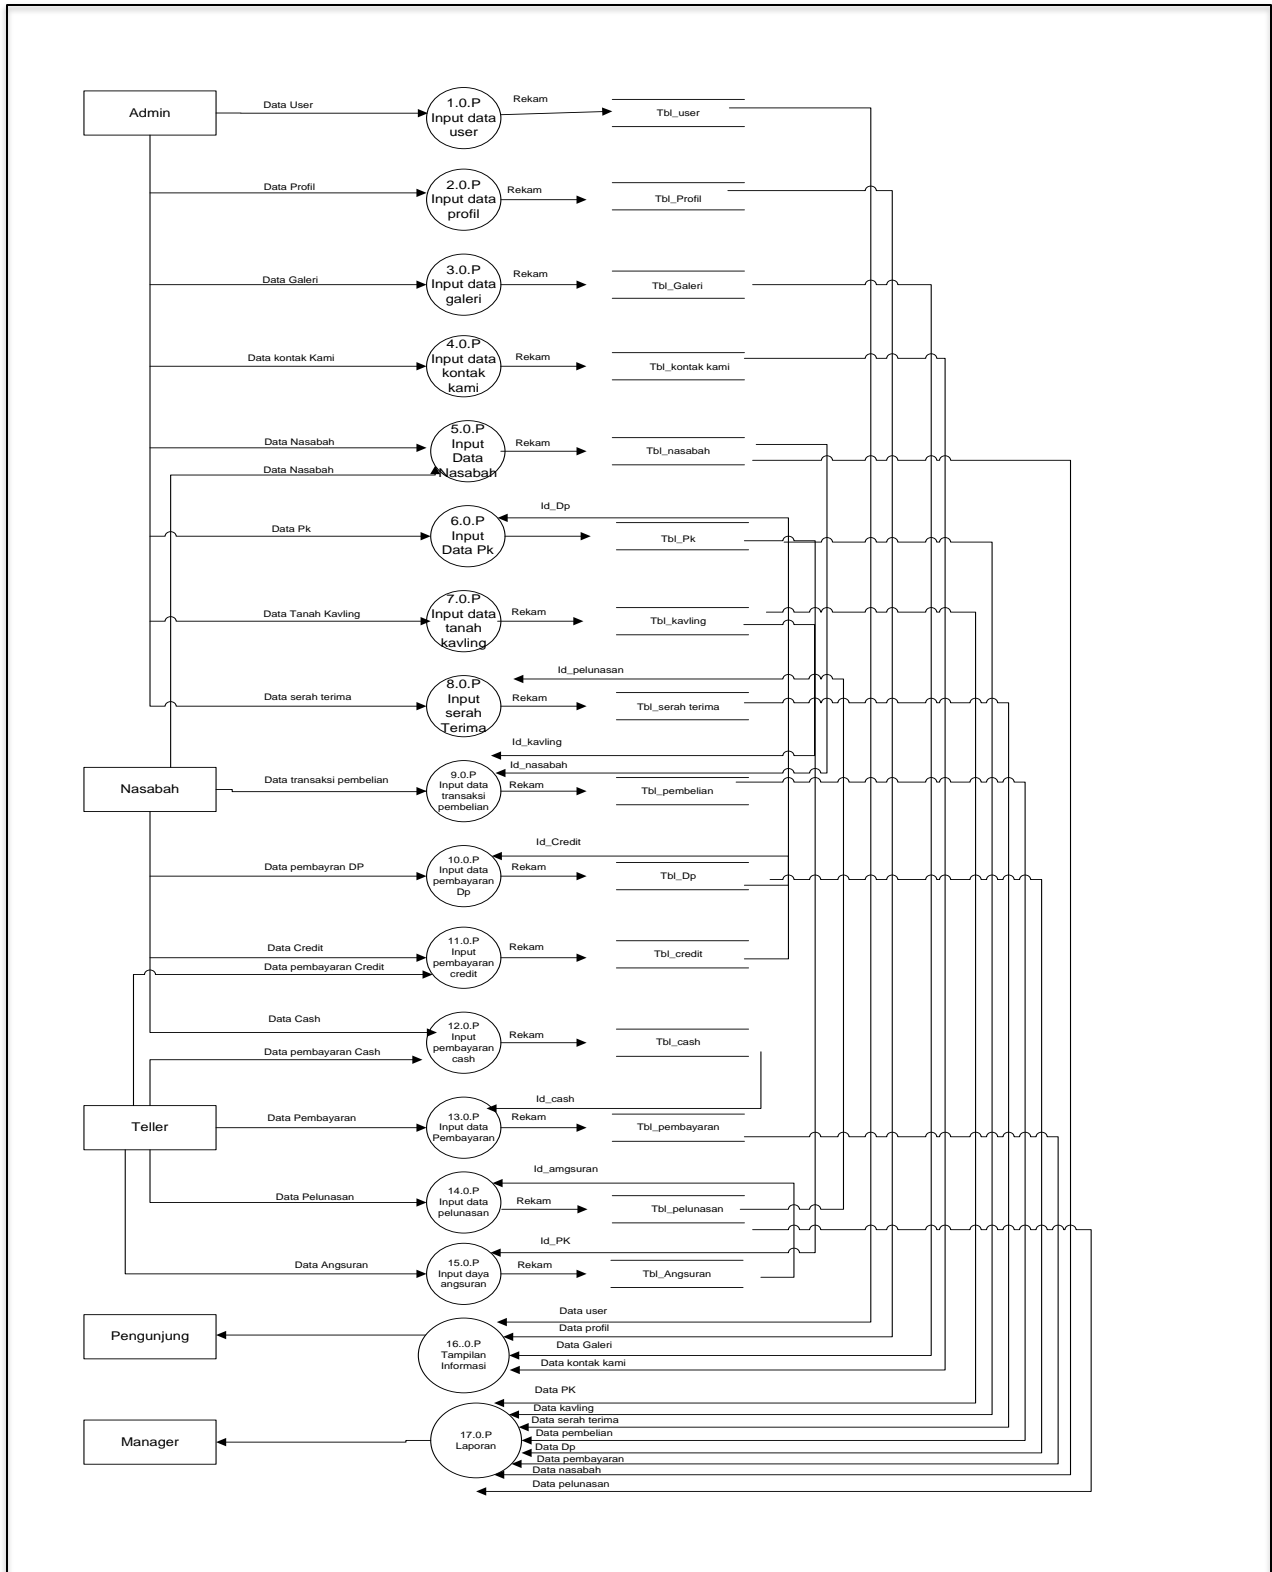 Admin
Data User
1.0.P
Input data
user
Rekam
Tbl_user
Data Profil
2.0.P
Input data
profil
Rekam
Tbl_Profil
Data Galeri
3.0.P
Input data
galeri
Rekam
Tbl_Galeri
Data kontak Kami
4.0.P
Input data
kontak
kami
Rekam
Tbl_kontak kami
Data Nasabah
Data Nasabah
5.0.P
Input
Data
Nasabah
Rekam
Tbl_nasabah
Id_Dp
Data Pk
6.0.P
Input
Data Pk
Tbl_Pk
Data Tanah Kavling
7.0.P
Input data
tanah
kavling
Rekam
Tbl_kavling
Id_pelunasan
Data serah terima
8.0.P
Input
serah
Terima
Rekam
Tbl_serah terima
Id_kavling
Id_nasabah
Nasabah
Data transaksi pembelian
9.0.P
Input data
transaksi
pembelian
Rekam
Tbl_pembelian
Id_Credit
Data pembayran DP
10.0.P
Input data
pembayaran
Dp
Rekam
Tbl_Dp
Data Credit
Data pembayaran Credit
11.0.P
Input
pembayaran
credit
Rekam
Tbl_credit
Data Cash
Data pembayaran Cash
12.0.P
Input
pembayaran
cash
Rekam
Tbl_cash
Id_cash
Teller
Data Pembayaran
13.0.P
Input data
Pembayaran
Rekam
Tbl_pembayaran
Id_amgsuran
Data Pelunasan
14.0.P
Input data
pelunasan
Rekam
Tbl_pelunasan
Id_PK
Data Angsuran
15.0.P
Input daya
angsuran
Rekam
Tbl_Angsuran
Pengunjung
16..0.P
Tampilan
Informasi
Data user
Data profil
Data Galeri
Data kontak kami
Manager
17.0.P
Laporan
Data PK
Data kavling
Data serah terima
Data pembelian
Data Dp
Data pembayaran
Data nasabah
Data pelunasan